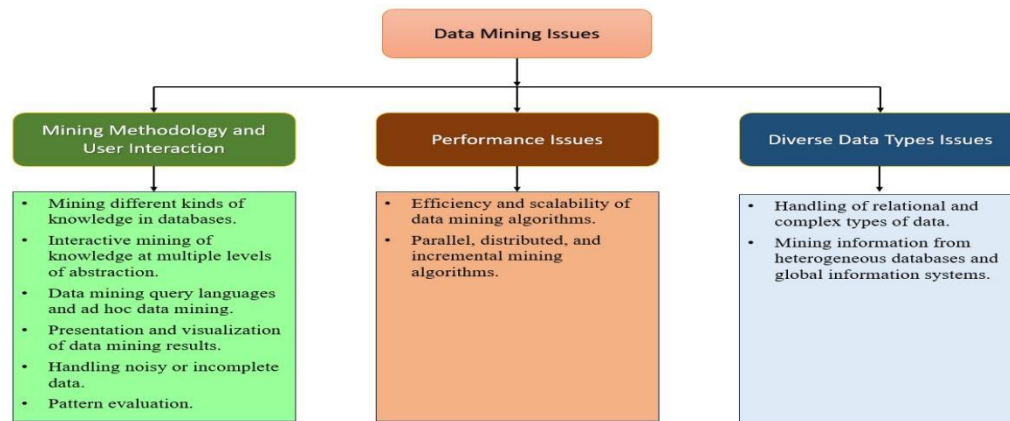 Data Mining Issues
Mining Methodology and
User Interaction
• Mining different kinds of
knowledge in databases.
• Interactive mining of
knowledge at multiple levels
of abstraction.
• Data mining query languages
and ad hoc data mining.
• Presentation and visualization
of data mining results.
• Handling noisy or incomplete
data.
• Pattern evaluation.
Performance Issues
• Efficiency and scalability of
data mining algorithms.
• Parallel, distributed, and
incremental mining
algorithms.
Diverse Data Types Issues
• Handling of relational and
complex types of data.
• Mining information from
heterogeneous databases and
global information systems.